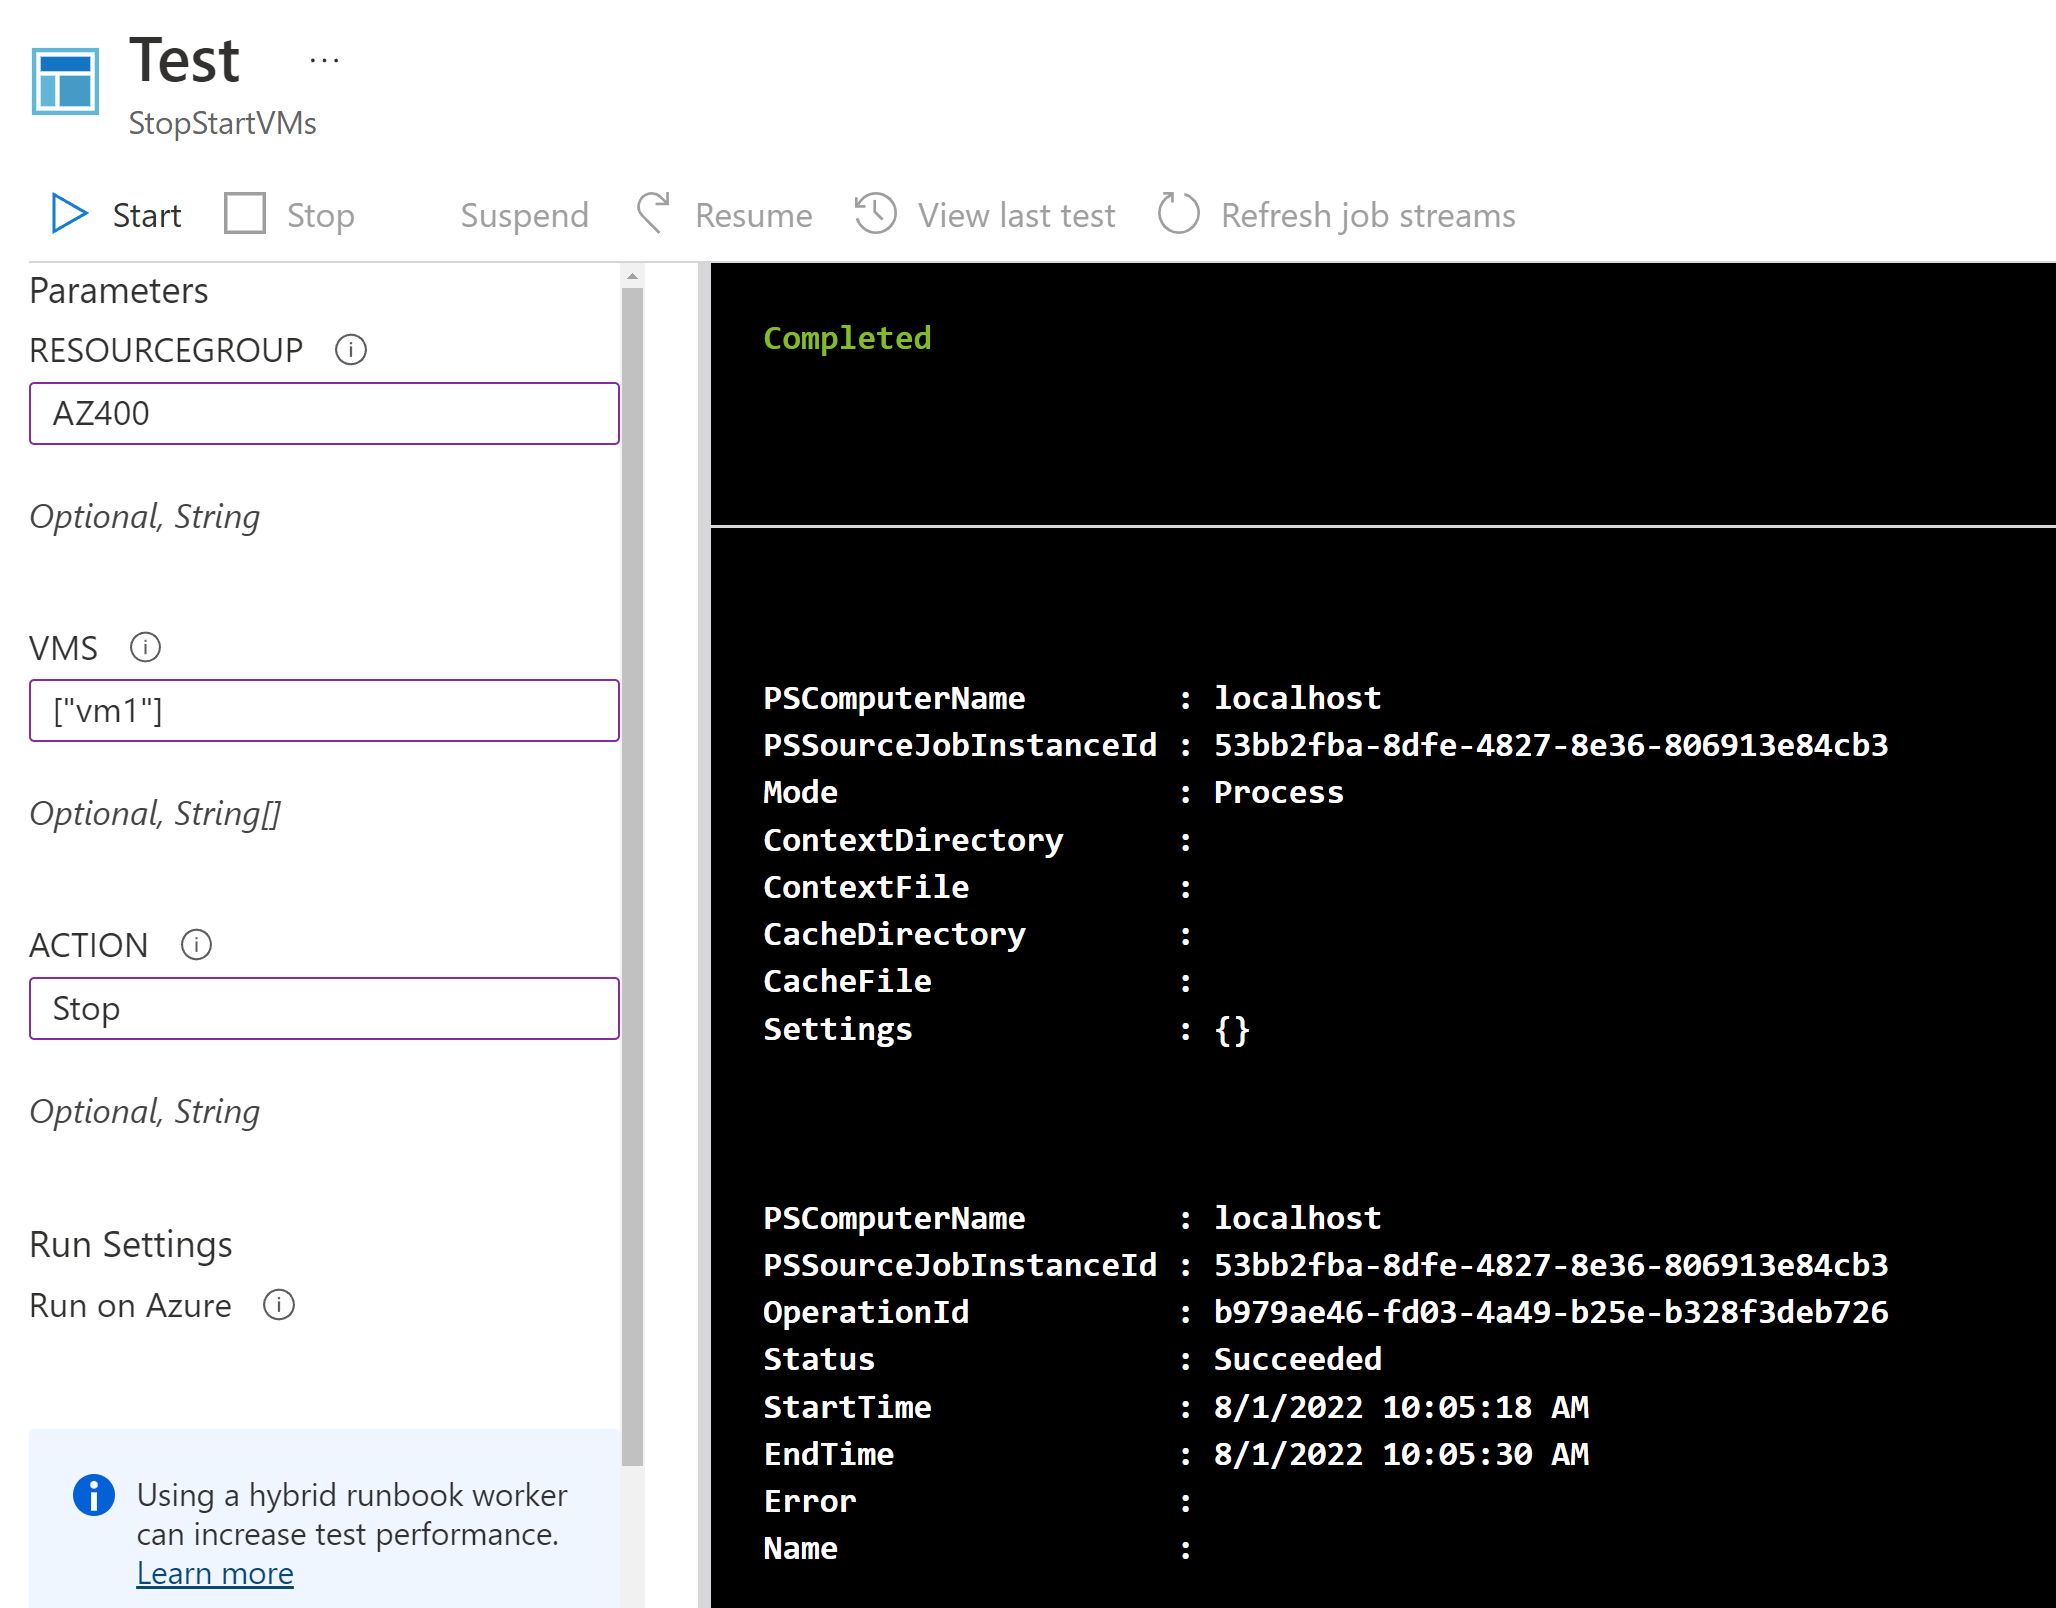 Test ...
StopStartVMs
Start Stop Suspend Resume View last test Refresh job streams
Parameters
RESOURCEGROUP
AZ400
Optional, String
VMS
["vm1"]
Optional, String[]
ACTION
Stop
Optional, String
Run Settings
Run on Azure
Using a hybrid runbook worker
can increase test performance.
Learn more
Completed
PSComputerName : localhost
PSSourceJobInstanceId : 53bb2fba-8dfe-4827-8e36-806913e84cb3
Mode : Process
ContextDirectory :
ContextFile :
CacheDirectory :
CacheFile :
Settings : {}
PSComputerName : localhost
PSSourceJobInstanceId : 53bb2fba-8dfe-4827-8e36-806913e84cb3
OperationId : b979ae46-fd03-4a49-b25e-b328f3deb726
Status : Succeeded
StartTime : 8/1/2022 10:05:18 AM
EndTime : 8/1/2022 10:05:30 AM
Error :
Name :